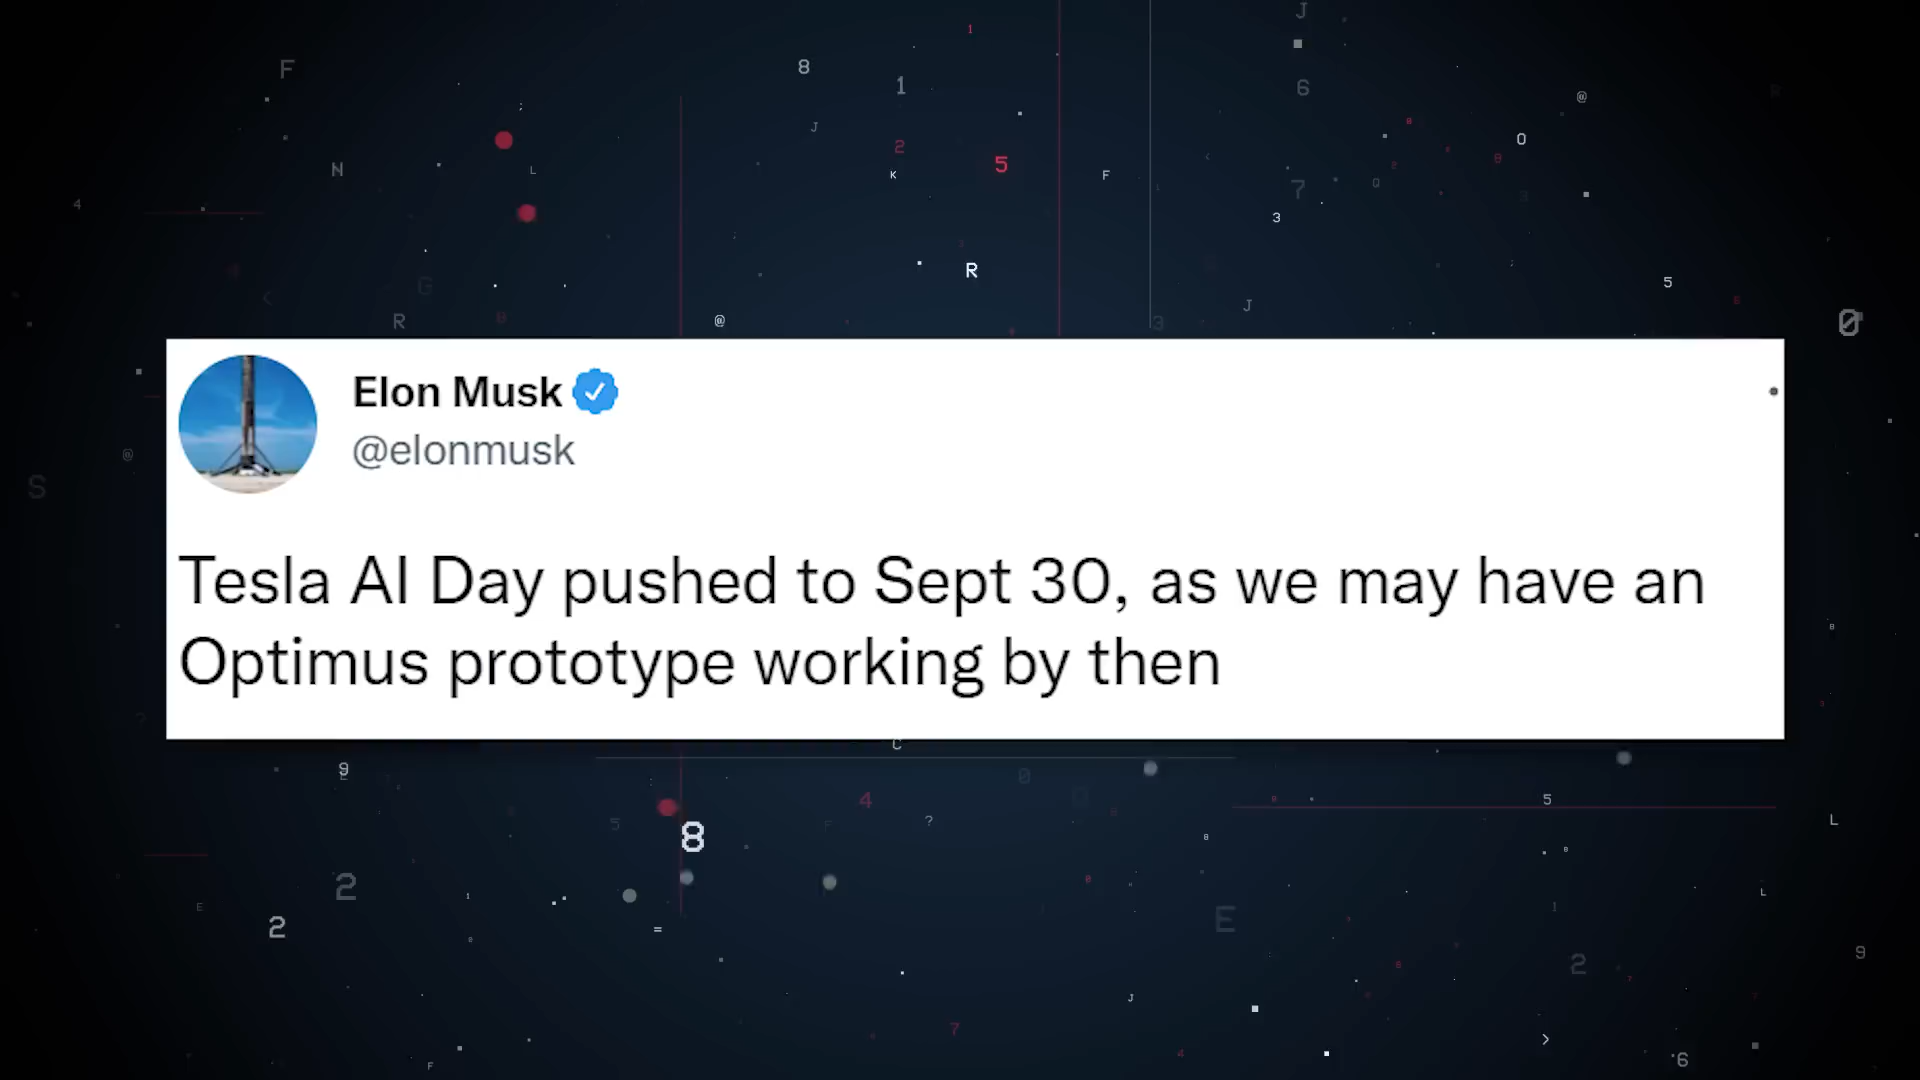 Elon Musk
@elonmusk
Tesla AI Day pushed to Sept 30, as we may have an
Optimus prototype working by then